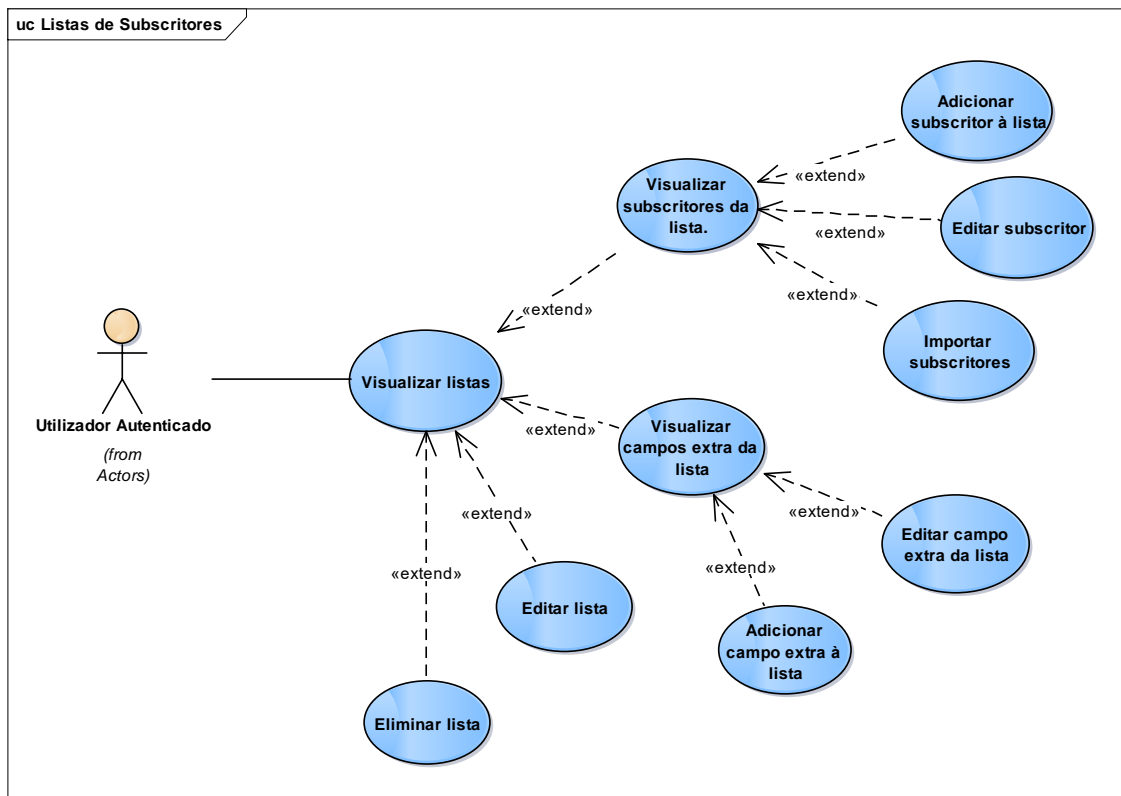 uc Listas de Subscritores
Adicionar
subscritor à lista
«extend»
Visualizar
subscritores da
lista.
«extend»
Editar subscritor
«extend»
Importar
subscritores
«extend»
Visualizar listas
Utilizador Autenticado
(from
Actors)
«extend»
Visualizar
campos extra da
lista
«extend»
Editar campo
extra da lista
«extend»
Adicionar
campo extra à
lista
«extend»
Editar lista
«extend»
Eliminar lista